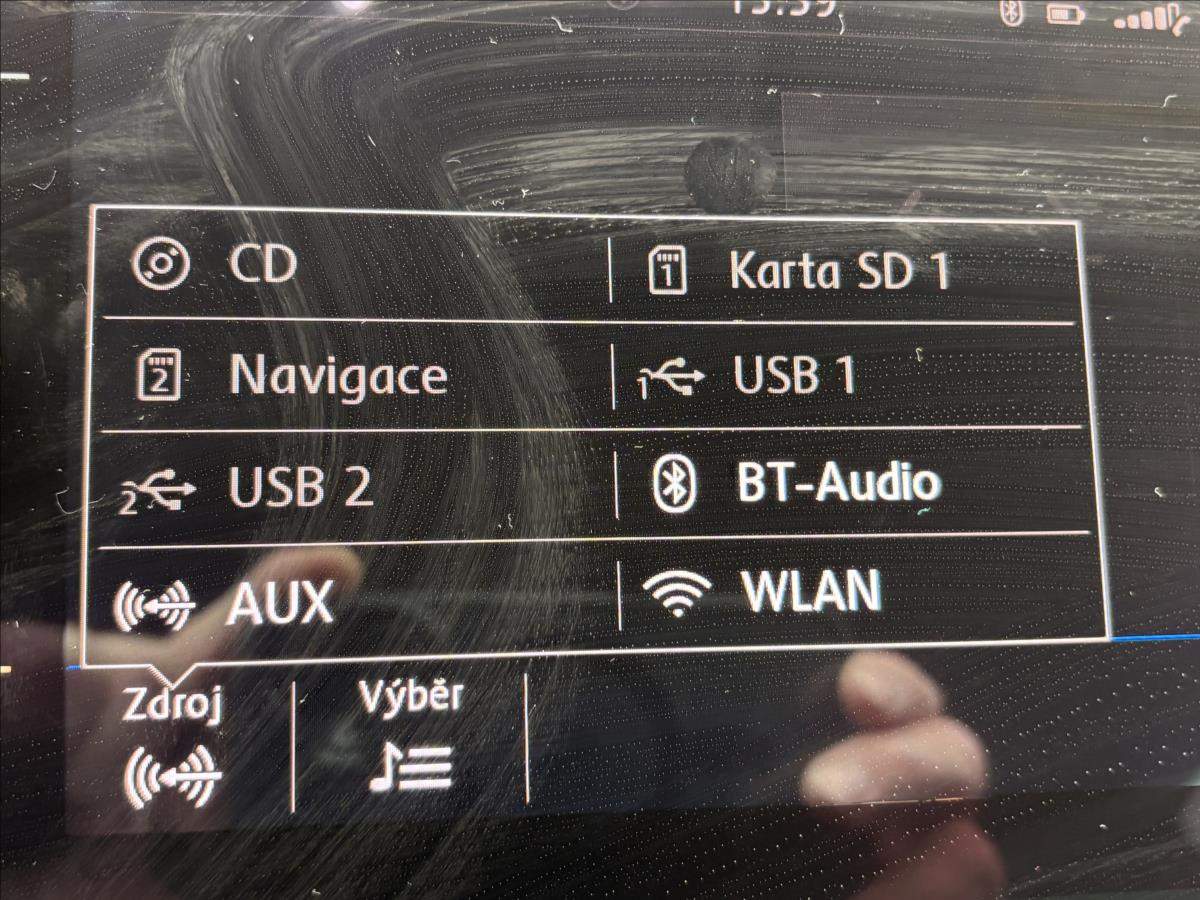 CD
Karta SD 1
Navigace
USB 1
USB 2
BT-Audio
AUX
WLAN
Zdroj
Výběr